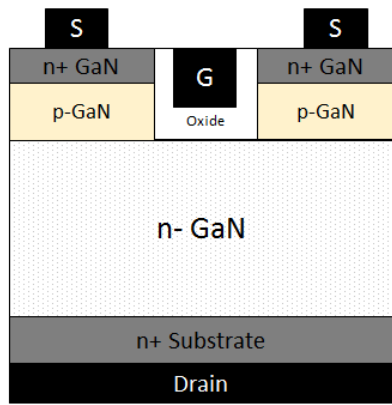 S S
n+ GaN G n+ GaN
p-GaN Oxide p-GaN
n- GaN
n+ Substrate
Drain